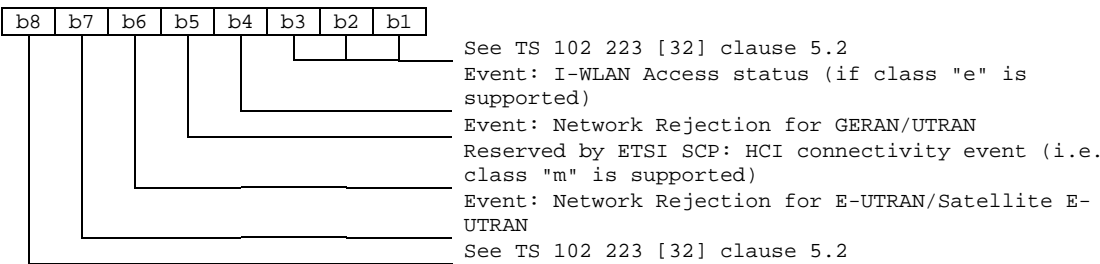 b8 b7 b6 b5 b4 b3 b2 b1
See TS 102 223 [32] clause 5.2
Event: I-WLAN Access status (if class "e" is
supported)
Event: Network Rejection for GERAN/UTRAN
Reserved by ETSI SCP: HCI connectivity event (i.e.
class "m" is supported)
Event: Network Rejection for E-UTRAN/Satellite E-
UTRAN
See TS 102 223 [32] clause 5.2